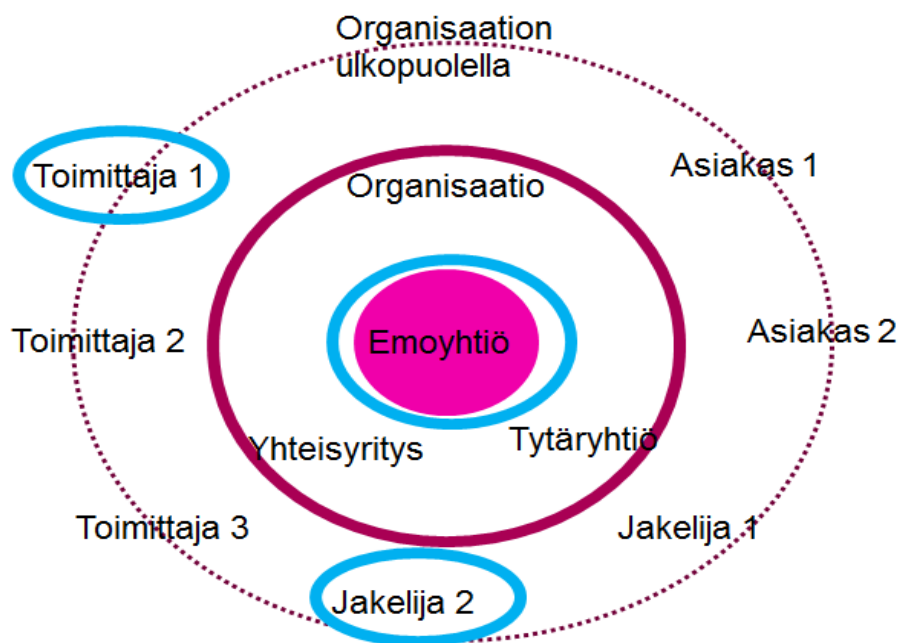 Organisaation
ulkopuolella
Toimittaja 1
Asiakas 1
Organisaatio
Toimittaja 2
Emoyhtiö
Asiakas 2
Yhteisyritys
Tytäryhtiö
Toimittaja 3
Jakelija 1
Jakelija 2